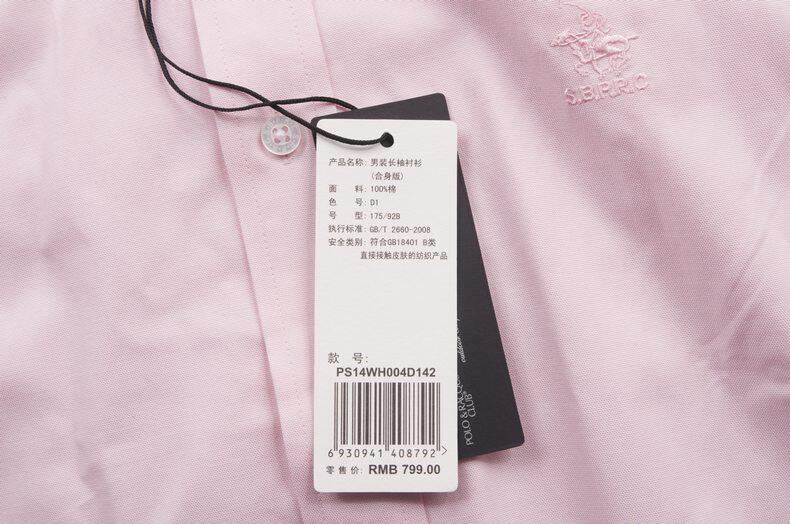 S.B.P.R.C
产品名称: 男装长袖衬衫
(合身版)
面 料: 100%棉
色 号: D1
号 型: 175/92B
执行标准: GB/T 2660-2008
安全类别: 符合GB18401 B类
直接接触皮肤的纺织产品
款 号:
PS14WH004D142
6 930941 408792 >
零售价: RMB 799.00
POLO & RACQU
CLUB®